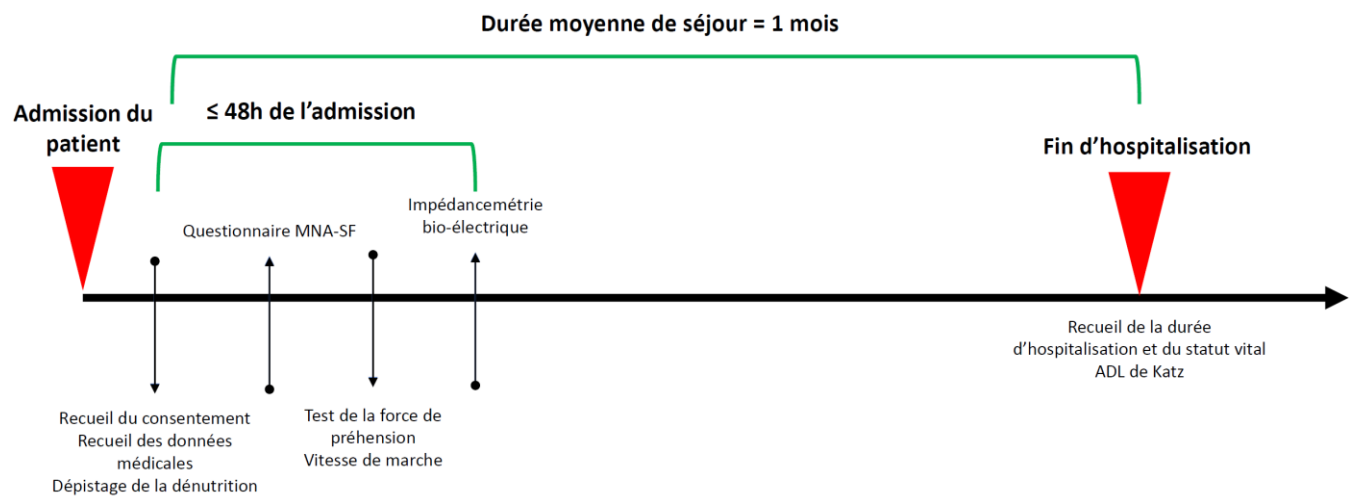 Durée moyenne de séjour = 1 mois
Admission du
patient
≤ 48h de l’admission
Fin d’hospitalisation
Questionnaire MNA-SF
Impédancemétrie
bio-électrique
Recueil du consentement
Recueil des données
médicales
Dépistage de la dénutrition
Test de la force de
préhension
Vitesse de marche
Recueil de la durée
d’hospitalisation et du statut vital
ADL de Katz